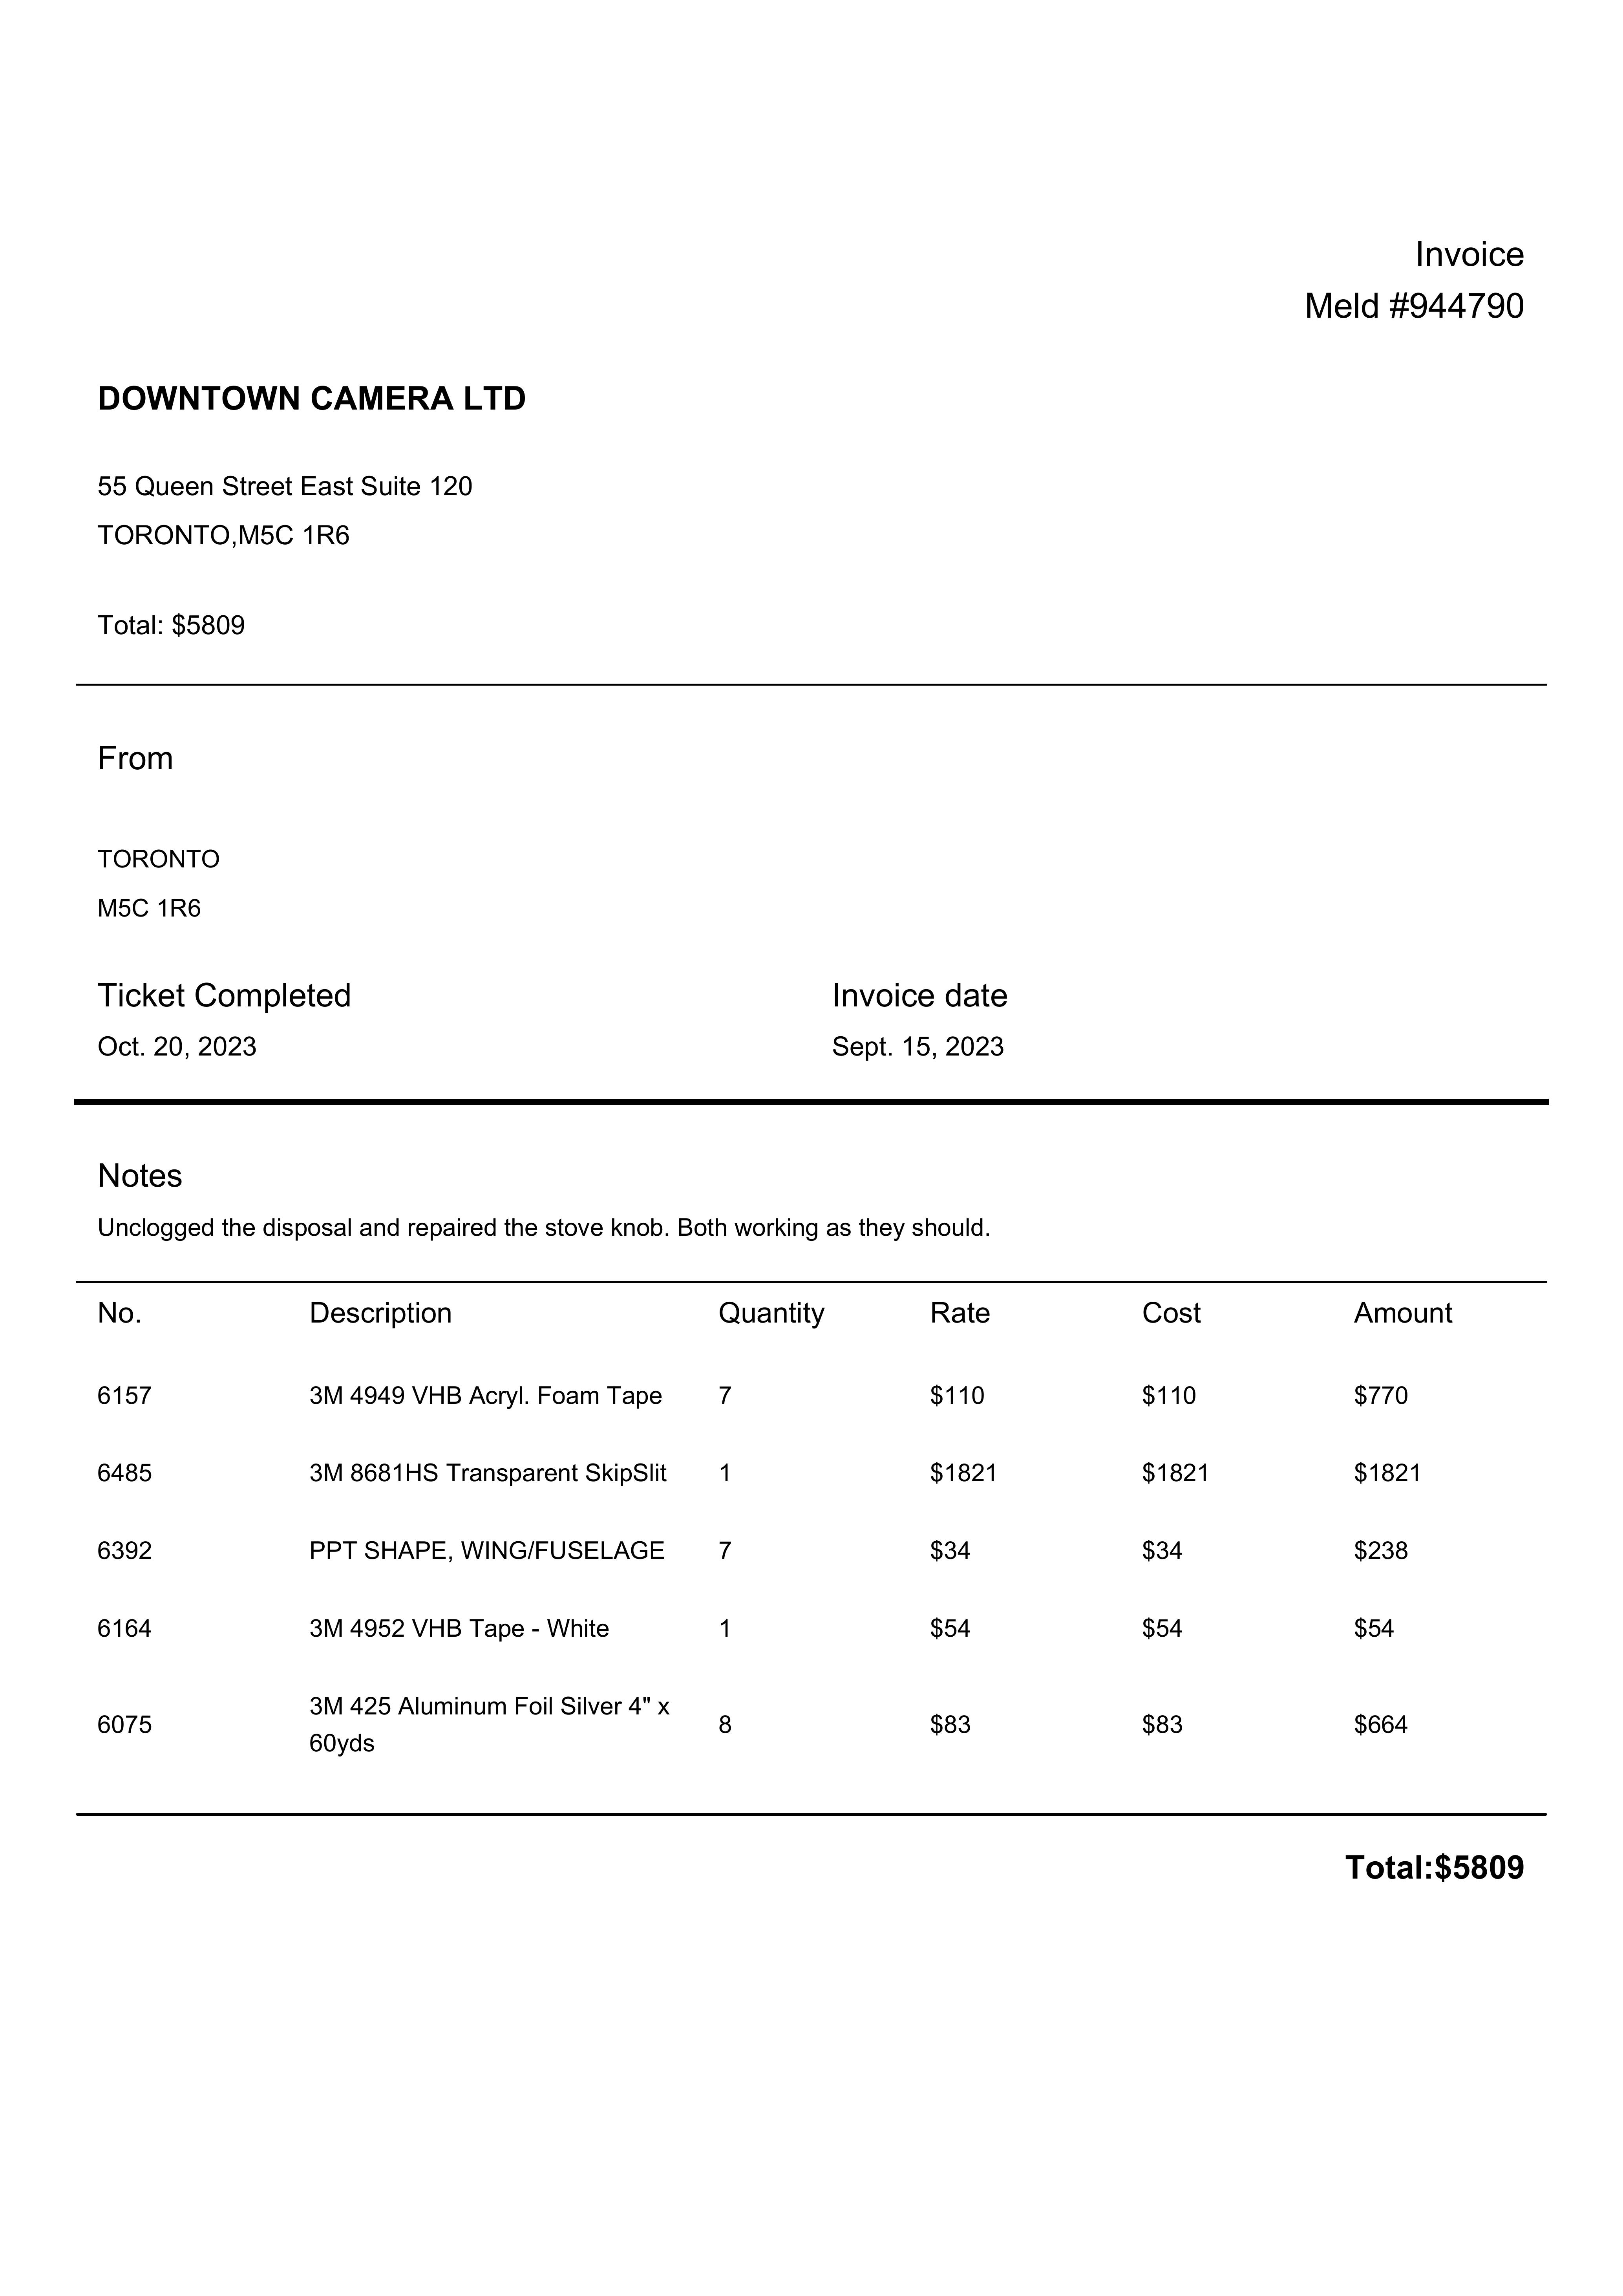 Invoice
Meld #944790
DOWNTOWN CAMERA LTD
55 Queen Street East Suite 120
TORONTO,M5C 1R6
Total: $5809
From
TORONTO
M5C 1R6
Ticket Completed Invoice date
Oct. 20, 2023 Sept. 15, 2023
Notes
Unclogged the disposal and repaired the stove knob. Both working as they should.
No. Description Quantity Rate Cost Amount
6157 3M 4949 VHB Acryl. Foam Tape 7 $110 $110 $770
6485 3M 8681HS Transparent SkipSlit 1 $1821 $1821 $1821
6392 PPT SHAPE, WING/FUSELAGE 7 $34 $34 $238
6164 3M 4952 VHB Tape - White 1 $54 $54 $54
6075 3M 425 Aluminum Foil Silver 4" x 8 $83 $83 $664
60yds
Total:$5809